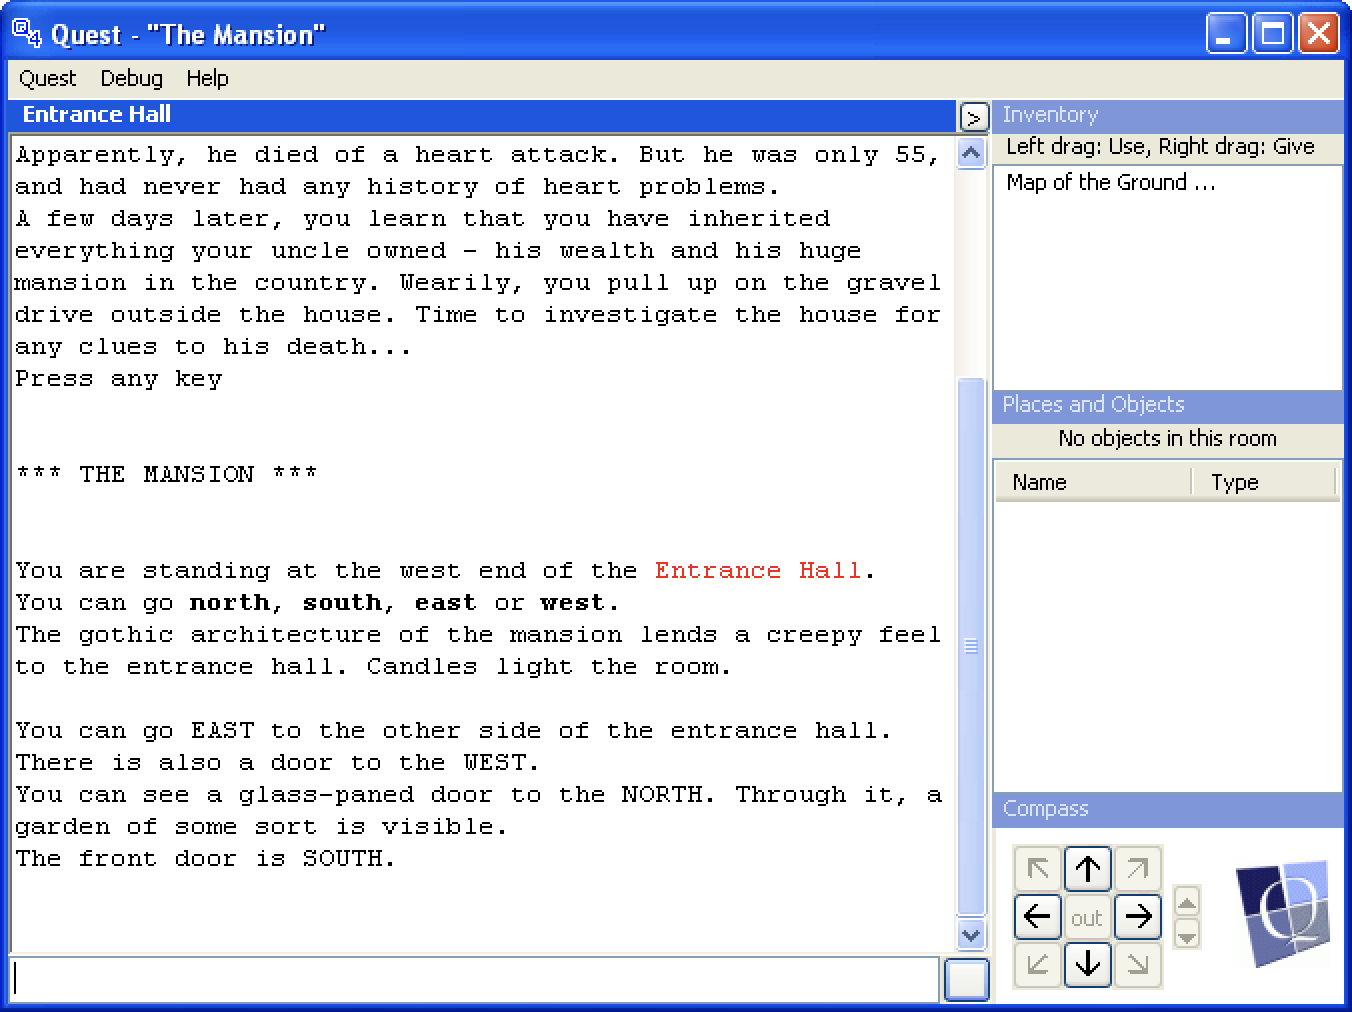 Quest - "The Mansion"
Quest Debug Help
Entrance Hall
>
Apparently, he died of a heart attack. But he was only 55,
and had never had any history of heart problems.
A few days later, you learn that you have inherited
everything your uncle owned - his wealth and his huge
mansion in the country. Wearily, you pull up on the gravel
drive outside the house. Time to investigate the house for
any clues to his death...
Press any key
*** THE MANSION ***
You are standing at the west end of the Entrance Hall.
You can go north, south, east or west.
The gothic architecture of the mansion lends a creepy feel
to the entrance hall. Candles light the room.
You can go EAST to the other side of the entrance hall.
There is also a door to the WEST.
You can see a glass-paned door to the NORTH. Through it, a
garden of some sort is visible.
The front door is SOUTH.
Inventory
Left drag: Use, Right drag: Give
Map of the Ground ...
Places and Objects
No objects in this room
Name Type
Compass
out
Q